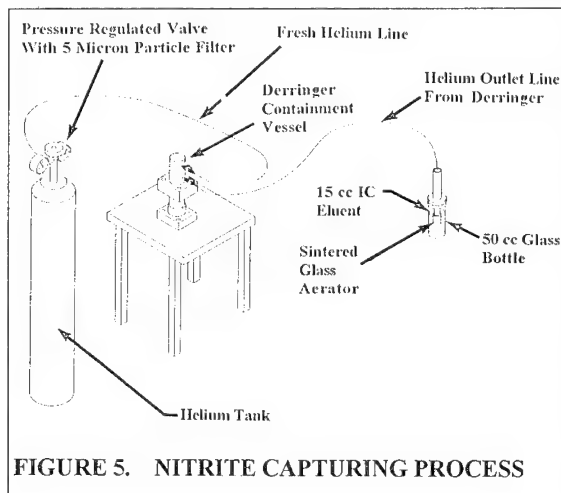 Pressure Regulated Valve
With 5 Micron Particle Filter
Fresh Helium Line
Derringer
Containment
Vessel
Helium Outlet Line
From Derringer
15 cc IC
Eluent
Sintered
Glass
Aerator
50 cc Glass
Bottle
Helium Tank
FIGURE 5. NITRITE CAPTURING PROCESS